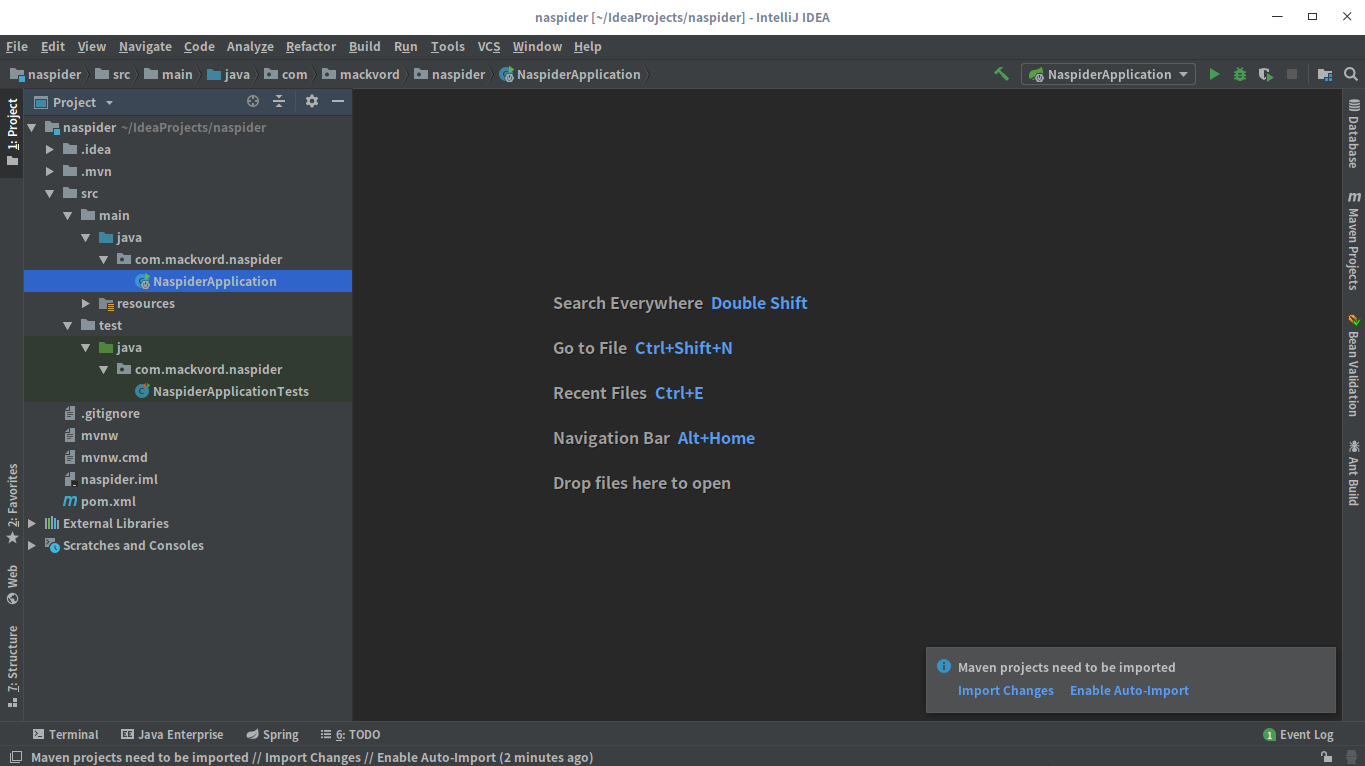 naspider [~/IdeaProjects/naspider] - IntelliJ IDEA
File Edit View Navigate Code Analyze Refactor Build Run Tools VCS Window Help
naspider src main java com mackvord naspider NaspiderApplication
NaspiderApplication
1: Project
2: Favorites
Web
7: Structure
Project
naspider ~/IdeaProjects/naspider
.idea
.mvn
src
main
java
com.mackvord.naspider
NaspiderApplication
resources
test
java
com.mackvord.naspider
NaspiderApplicationTests
.gitignore
mvnw
mvnw.cmd
naspider.iml
m pom.xml
External Libraries
Scratches and Consoles
Search Everywhere Double Shift
Go to File Ctrl+Shift+N
Recent Files Ctrl+E
Navigation Bar Alt+Home
Drop files here to open
Database
m Maven Projects
Bean Validation
Ant Build
Maven projects need to be imported
Import Changes Enable Auto-Import
Terminal Java Enterprise Spring 6: TODO
1 Event Log
Maven projects need to be imported // Import Changes // Enable Auto-Import (2 minutes ago)